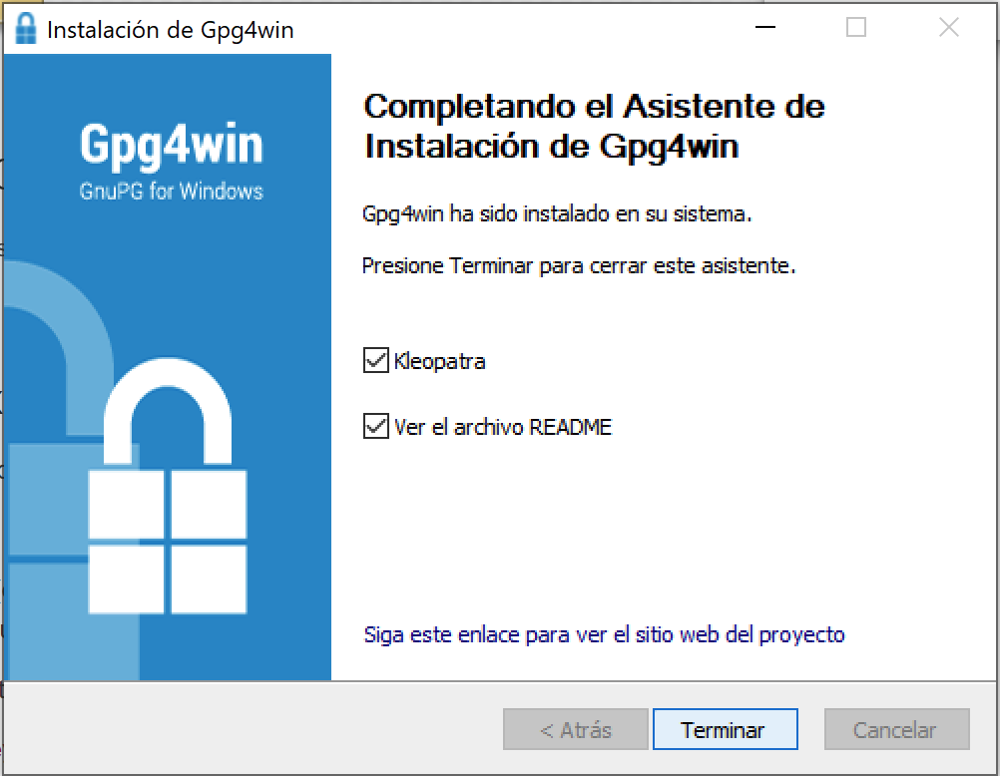 Instalación de Gpg4win
Gpg4win
GnuPG for Windows
Completando el Asistente de
Instalación de Gpg4win
Gpg4win ha sido instalado en su sistema.
Presione Terminar para cerrar este asistente.
Kleopatra
Ver el archivo README
Siga este enlace para ver el sitio web del proyecto
< Atrás
Terminar
Cancelar